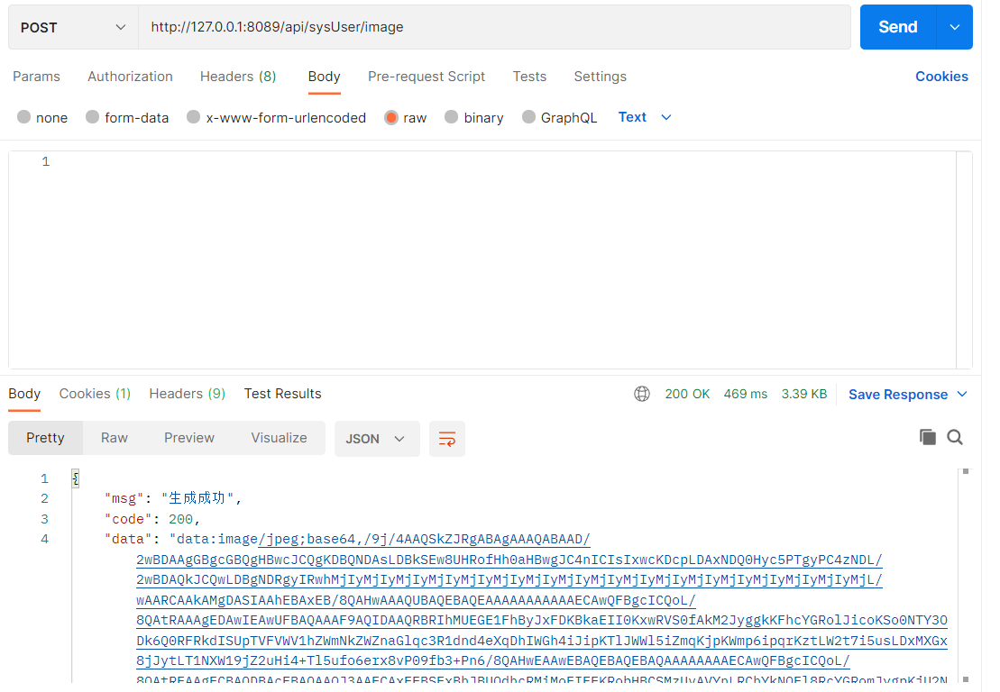 POST http://127.0.0.1:8089/api/sysUser/image Send
Params Authorization Headers (8) Body Pre-request Script Tests Settings Cookies
none form-data x-www-form-urlencoded raw binary GraphQL Text
1
Body Cookies (1) Headers (9) Test Results 200 OK 469 ms 3.39 KB Save Response
Pretty Raw Preview Visualize JSON
1 {
2 "msg": "生成成功",
3 "code": 200,
4 "data": "data:image/jpeg;base64,/9j/4AAQSkZJRgABAgAAAQABAAD/
2wBDAAgGBgcGBQgHBwcJCQgKDBQNDAsLDBkSEw8UHRofHh0aHBwgJC4nICIsIxwcKDcpLDAxNDQ0Hyc5PTgyPC4zNDL/
2wBDAQkJCQwLDBgNDRgyIRwhMjIyMjIyMjIyMjIyMjIyMjIyMjIyMjIyMjIyMjIyMjIyMjIyMjIyMjIyMjIyMjIyMjL/
wAARCAAkAMgDASIAAhEBAxEB/8QAHwAAAQUBAQEBAQEAAAAAAAAAAAECAwQFBgcICQoL/
8QAtRAAAgEDAwIEAwUFBAQAAAF9AQIDAAQRBRIhMUEGE1FhByJxFDKBkaEII0KxwRVS0fAkM2JyggkKFhcYGRolJicoKSo0NTY3O
Dk6Q0RFRkdISUpTVFVWV1hZWmNkZWZnaGlqc3R1dnd4eXqDhIWGh4iJipKTlJWWl5iZmqKjpKWmp6ipqrKztLW2t7i5usLDxMXGx
8jJytLT1NXW19jZ2uHi4+Tl5ufo6erx8vP09fb3+Pn6/8QAHwEAAwEBAQEBAQEBAQAAAAAAAAECAwQFBgcICQoL/